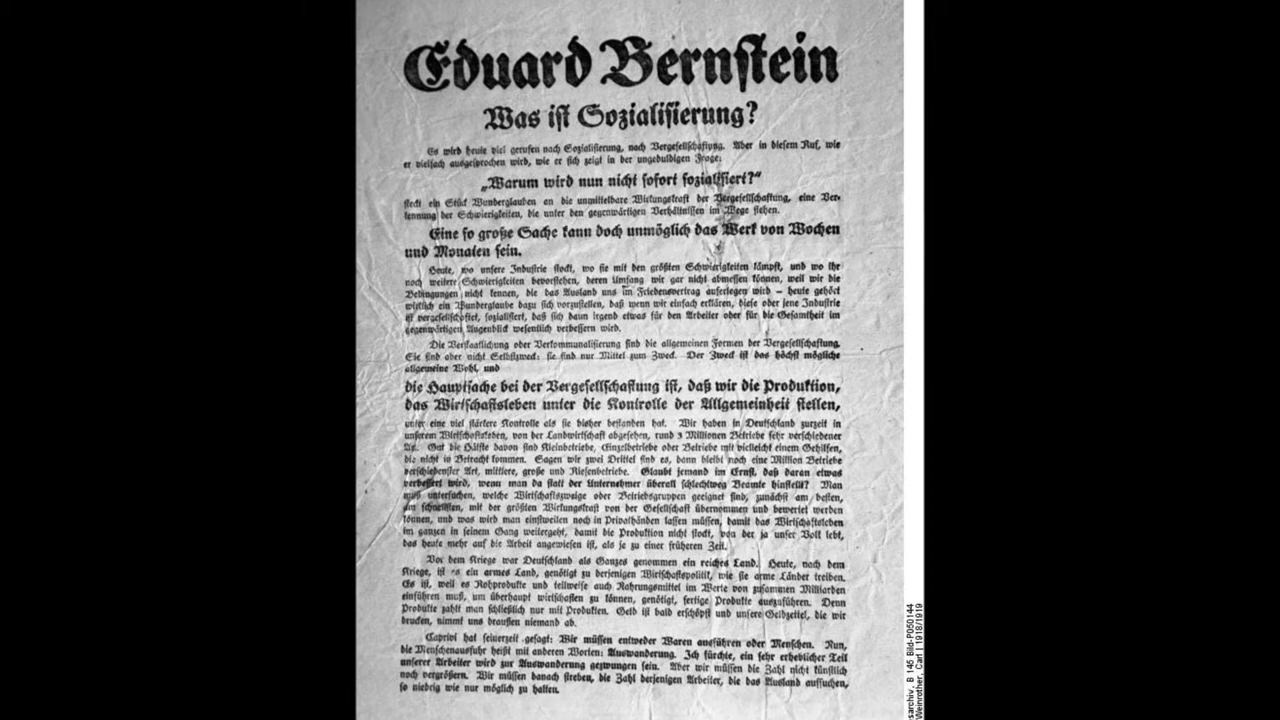 Eduard Bernstein
Was ist Sozialisierung?
Es wird heute viel gerufen nach Sozialisierung, nach Vergesellschaftung. Aber in diesem Ruf, wie
er vielfach ausgesprochen wird, wie er sich zeigt in der ungeduldigen Frage:
„Warum wird nun nicht sofort sozialisiert?“
steckt ein Stück Wunderglauben an die unmittelbare Wirkungskraft der Vergesellschaftung, eine Ver-
kennung der Schwierigkeiten, die unter den gegenwärtigen Verhältnissen im Wege stehen.
Eine so große Sache kann doch unmöglich das Werk von Wochen
und Monaten sein.
Heute, wo unsere Industrie stockt, wo sie mit den größten Schwierigkeiten kämpft, und wo ihr
noch weitere Schwierigkeiten bevorstehen, deren Umfang wir gar nicht abmessen können, weil wir die
Bedingungen nicht kennen, die das Ausland uns im Friedensvertrag auferlegen wird – heute gehört
wirklich ein Wunderglaube dazu sich vorzustellen, daß wenn wir einfach erklären, diese oder jene Industrie
ist vergesellschaftet, sozialisiert, daß sich dann irgend etwas für den Arbeiter oder für die Gesamtheit im
gegenwärtigen Augenblick wesentlich verbessern wird.
Die Verstaatlichung oder Verkommunalisierung sind die allgemeinen Formen der Vergesellschaftung.
Sie sind aber nicht Selbstzweck: sie sind nur Mittel zum Zweck. Der Zweck ist das höchst mögliche
allgemeine Wohl, und
die Hauptsache bei der Vergesellschaftung ist, daß wir die Produktion,
das Wirtschaftsleben unter die Kontrolle der Allgemeinheit stellen,
unter eine viel stärkere Kontrolle als sie bisher bestanden hat. Wir haben in Deutschland zurzeit in
unserem Wirtschaftsleben, von der Landwirtschaft abgesehen, rund 3 Millionen Betriebe sehr verschiedener
Art. Gut die Hälfte davon sind Kleinbetriebe, Einzelbetriebe oder Betriebe mit vielleicht einem Gehilfen,
die nicht in Betracht kommen. Sagen wir zwei Drittel sind es, dann bleibt noch eine Million Betriebe
verschiedenster Art, mittlere, große und Riesenbetriebe. Glaubt jemand im Ernst, daß daran etwas
verbessert wird, wenn man da statt der Unternehmer überall schlechtweg Beamte hinstellt? Man
muß untersuchen, welche Wirtschaftszweige oder Betriebsgruppen geeignet sind, zunächst am besten,
am schnellsten, mit der größten Wirkungskraft von der Gesellschaft übernommen und bewertet werden
können, und was wird man einstweilen noch in Privathänden lassen müssen, damit das Wirtschaftsleben
im ganzen in seinem Gang weitergeht, damit die Produktion nicht stockt, von der ja unser Volk lebt,
das heute mehr auf die Arbeit angewiesen ist, als je zu einer früheren Zeit.
Vor dem Kriege war Deutschland als Ganzes genommen ein reiches Land. Heute, nach dem
Kriege, ist es ein armes Land, genötigt zu derjenigen Wirtschaftspolitik, wie sie arme Länder treiben.
Es ist, weil es Rohprodukte und teilweise auch Nahrungsmittel im Werte von zusammen Milliarden
einführen muß, um überhaupt wirtschaften zu können, genötigt, fertige Produkte auszuführen. Denn
Produkte zahlt man schließlich nur mit Produkten. Geld ist bald erschöpft und unsere Geldzettel, die wir
drucken, nimmt uns draußen niemand ab.
Caprivi hat seinerzeit gesagt: Wir müssen entweder Waren ausführen oder Menschen. Nun,
die Menschenausfuhr heißt mit anderen Worten: Auswanderung. Ich fürchte, ein sehr erheblicher Teil
unserer Arbeiter wird zur Auswanderung gezwungen sein. Aber wir müssen die Zahl nicht künstlich
noch vergrößern. Wir müssen danach streben, die Zahl derjenigen Arbeiter, die das Ausland aufsuchen,
so niedrig wie nur möglich zu halten.
sarchiv, B 145 Bild-P050144
Weinrother, Carl | 1918/1919